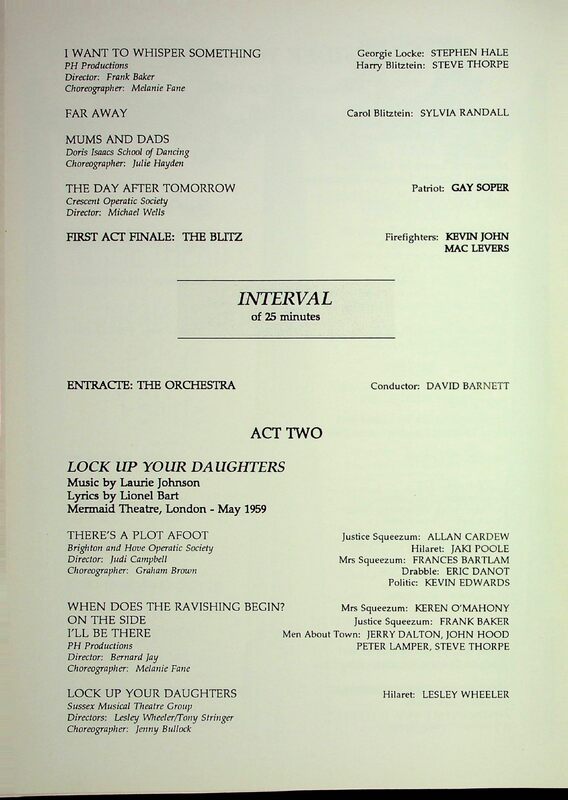 I WANT TO WHISPER SOMETHING Georgie Locke: STEPHEN HALE
PH Productions Harry Blitztein: STEVE THORPE
Director: Frank Baker
Choreographer: Melanie Fane
FAR AWAY Carol Blitztein: SYLVIA RANDALL
MUMS AND DADS
Doris Isaacs School of Dancing
Choreographer: Julie Hayden
THE DAY AFTER TOMORROW Patriot: GAY SOPER
Crescent Operatic Society
Director: Michael Wells
FIRST ACT FINALE: THE BLITZ Firefighters: KEVIN JOHN
MAC LEVERS
INTERVAL
of 25 minutes
ENTRACTE: THE ORCHESTRA Conductor: DAVID BARNETT
ACT TWO
LOCK UP YOUR DAUGHTERS
Music by Laurie Johnson
Lyrics by Lionel Bart
Mermaid Theatre, London - May 1959
THERE'S A PLOT AFOOT Justice Squeezum: ALLAN CARDEW
Brighton and Hove Operatic Society Hilaret: JAKI POOLE
Director: Judi Campbell Mrs Squeezum: FRANCES BARTLAM
Choreographer: Graham Brown Drabble: ERIC DANOT
Politic: KEVIN EDWARDS
WHEN DOES THE RAVISHING BEGIN? Mrs Squeezum: KEREN O'MAHONY
ON THE SIDE Justice Squeezum: FRANK BAKER
I'LL BE THERE Men About Town: JERRY DALTON, JOHN HOOD
PH Productions PETER LAMPER, STEVE THORPE
Director: Bernard Jay
Choreographer: Melanie Fane
LOCK UP YOUR DAUGHTERS Hilaret: LESLEY WHEELER
Sussex Musical Theatre Group
Directors: Lesley Wheeler/Tony Stringer
Choreographer: Jenny Bullock